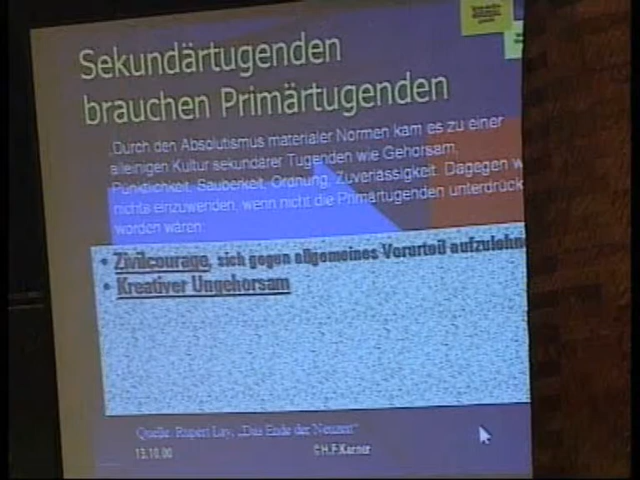 Sekundärtugenden
brauchen Primärtugenden
„Durch den Absolutismus materialer Normen kam es zu einer
alleinigen Kultur sekundärer Tugenden wie Gehorsam,
Pünktlichkeit, Sauberkeit, Ordnung, Zuverlässigkeit. Dagegen w
nichts einzuwenden, wenn nicht die Primärtugenden unterdrück
worden wären:
• Zivilcourage, sich gegen allgemeines Vorurteil aufzulehne
• Kreativer Ungehorsam
Quelle: Rupert Lay, „Das Ende der Neuzeit"
13.10.00 ©H.F.Karner